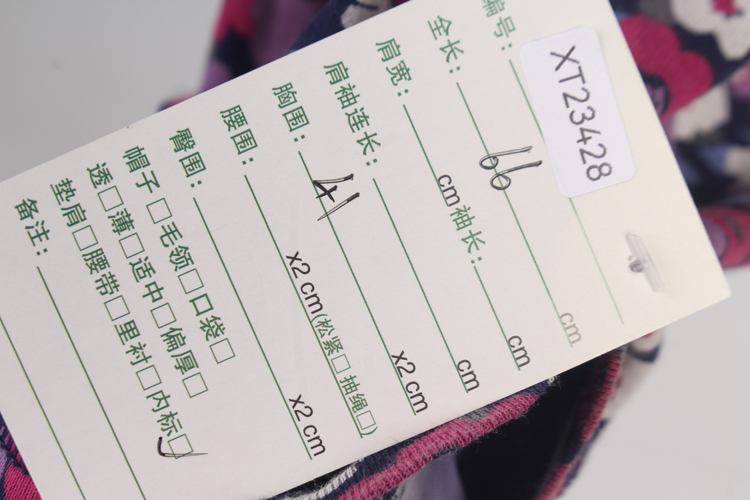 编号： XT23428
全长： 66 cm
肩宽： cm 袖长： cm
肩袖连长： cm
胸围： 41 x2 cm
腰围： x2 cm(松紧□ 抽绳□)
臀围： x2 cm
帽子□ 毛领□ 口袋□
透□ 薄□ 适中□ 偏厚□
垫肩□ 腰带□ 里衬□ 内标☑
备注：